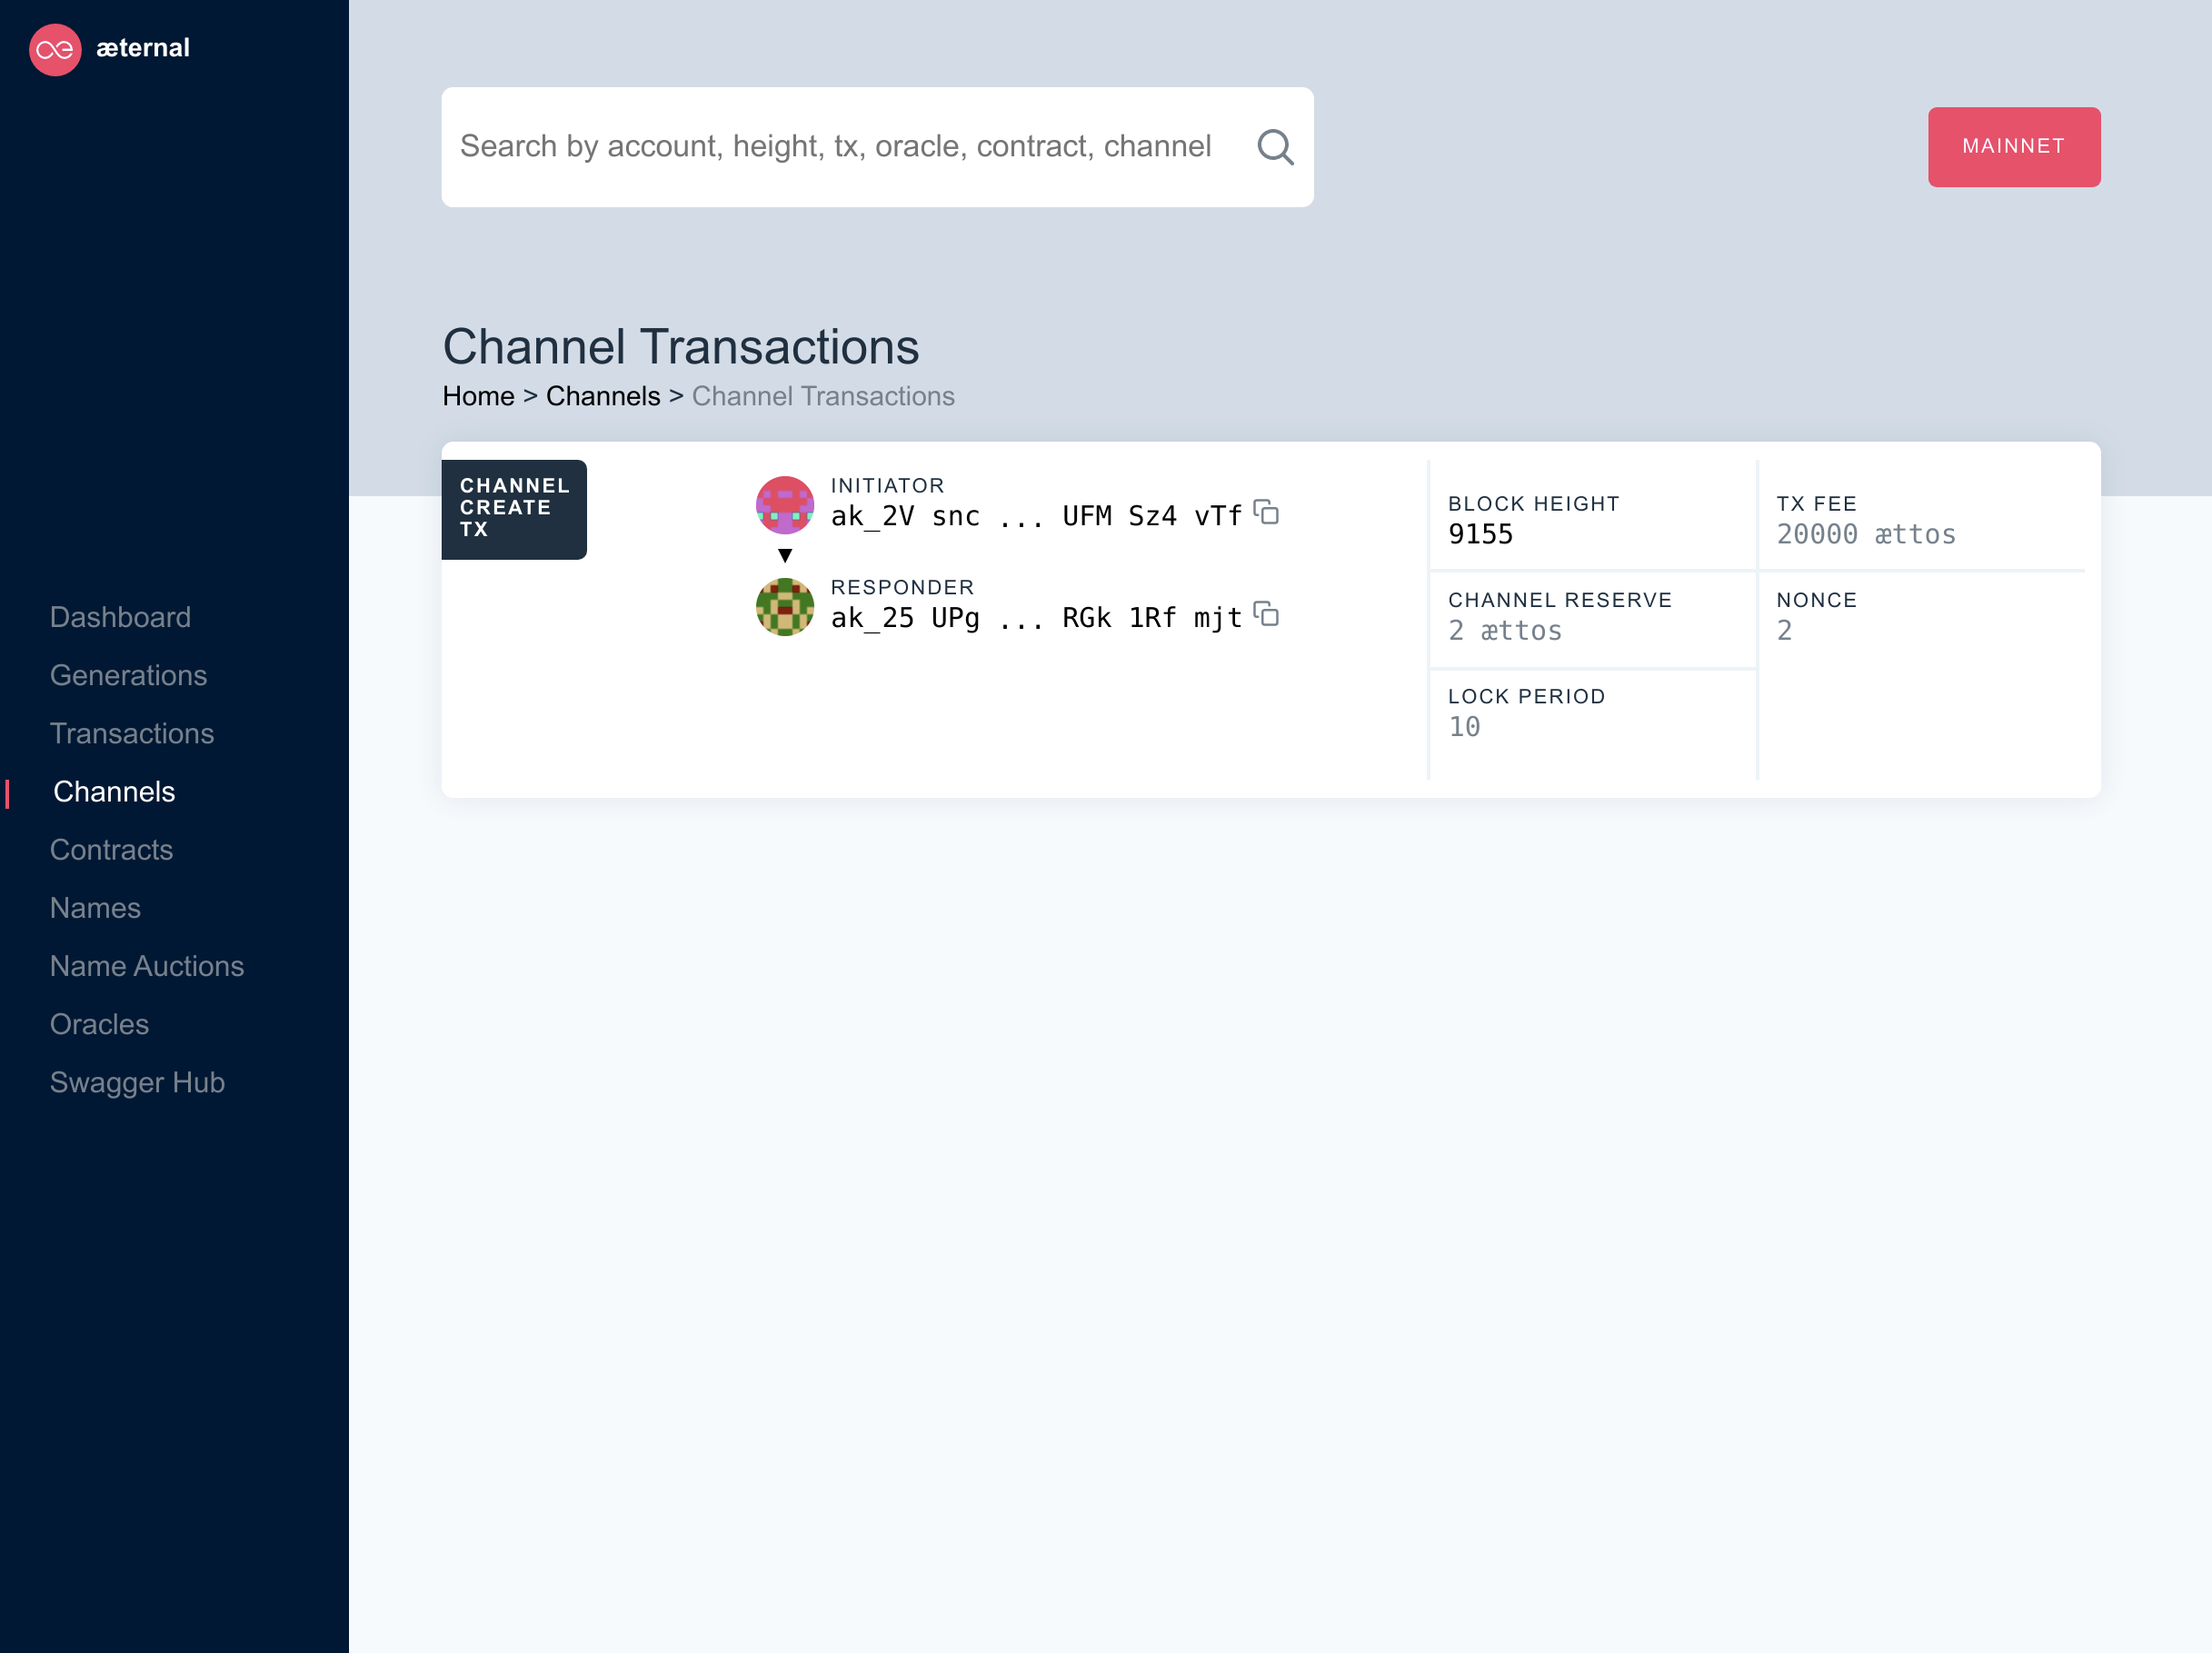 æternal
Search by account, height, tx, oracle, contract, channel
MAINNET
Channel Transactions
Home > Channels > Channel Transactions
CHANNEL
CREATE
TX
INITIATOR
ak_2V snc ... UFM Sz4 vTf
RESPONDER
ak_25 UPg ... RGk 1Rf mjt
BLOCK HEIGHT
9155
TX FEE
20000 ættos
CHANNEL RESERVE
2 ættos
NONCE
2
LOCK PERIOD
10
Dashboard
Generations
Transactions
Channels
Contracts
Names
Name Auctions
Oracles
Swagger Hub